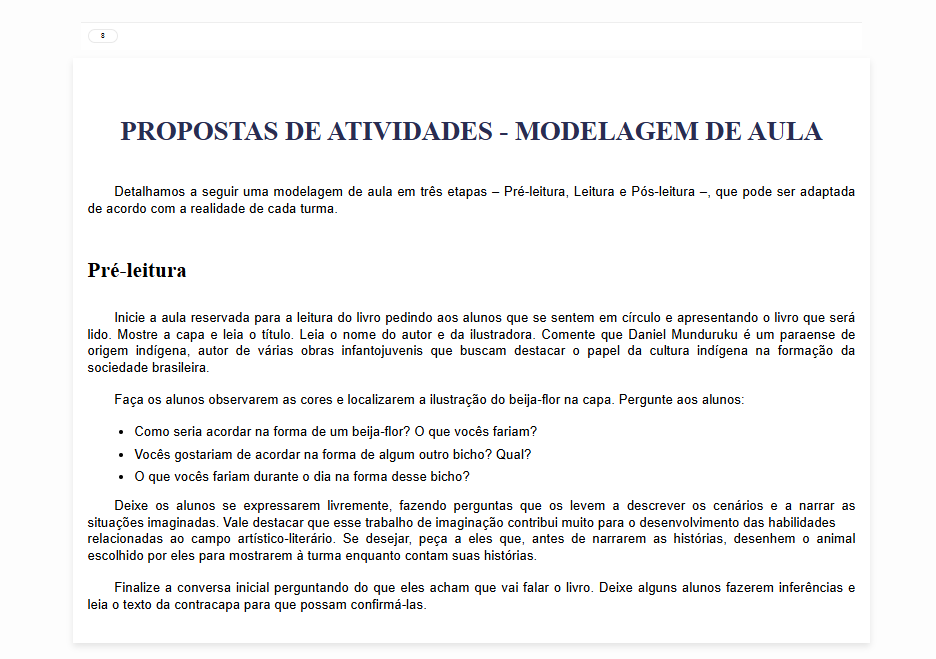 8
PROPOSTAS DE ATIVIDADES - MODELAGEM DE AULA
Detalhamos a seguir uma modelagem de aula em três etapas – Pré-leitura, Leitura e Pós-leitura –, que pode ser adaptada
de acordo com a realidade de cada turma.
Pré-leitura
Inicie a aula reservada para a leitura do livro pedindo aos alunos que se sentem em círculo e apresentando o livro que será
lido. Mostre a capa e leia o título. Leia o nome do autor e da ilustradora. Comente que Daniel Munduruku é um paraense de
origem indígena, autor de várias obras infantojuvenis que buscam destacar o papel da cultura indígena na formação da
sociedade brasileira.
Faça os alunos observarem as cores e localizarem a ilustração do beija-flor na capa. Pergunte aos alunos:
• Como seria acordar na forma de um beija-flor? O que vocês fariam?
• Vocês gostariam de acordar na forma de algum outro bicho? Qual?
• O que vocês fariam durante o dia na forma desse bicho?
Deixe os alunos se expressarem livremente, fazendo perguntas que os levem a descrever os cenários e a narrar as
situações imaginadas. Vale destacar que esse trabalho de imaginação contribui muito para o desenvolvimento das habilidades
relacionadas ao campo artístico-literário. Se desejar, peça a eles que, antes de narrarem as histórias, desenhem o animal
escolhido por eles para mostrarem à turma enquanto contam suas histórias.
Finalize a conversa inicial perguntando do que eles acham que vai falar o livro. Deixe alguns alunos fazerem inferências e
leia o texto da contracapa para que possam confirmá-las.